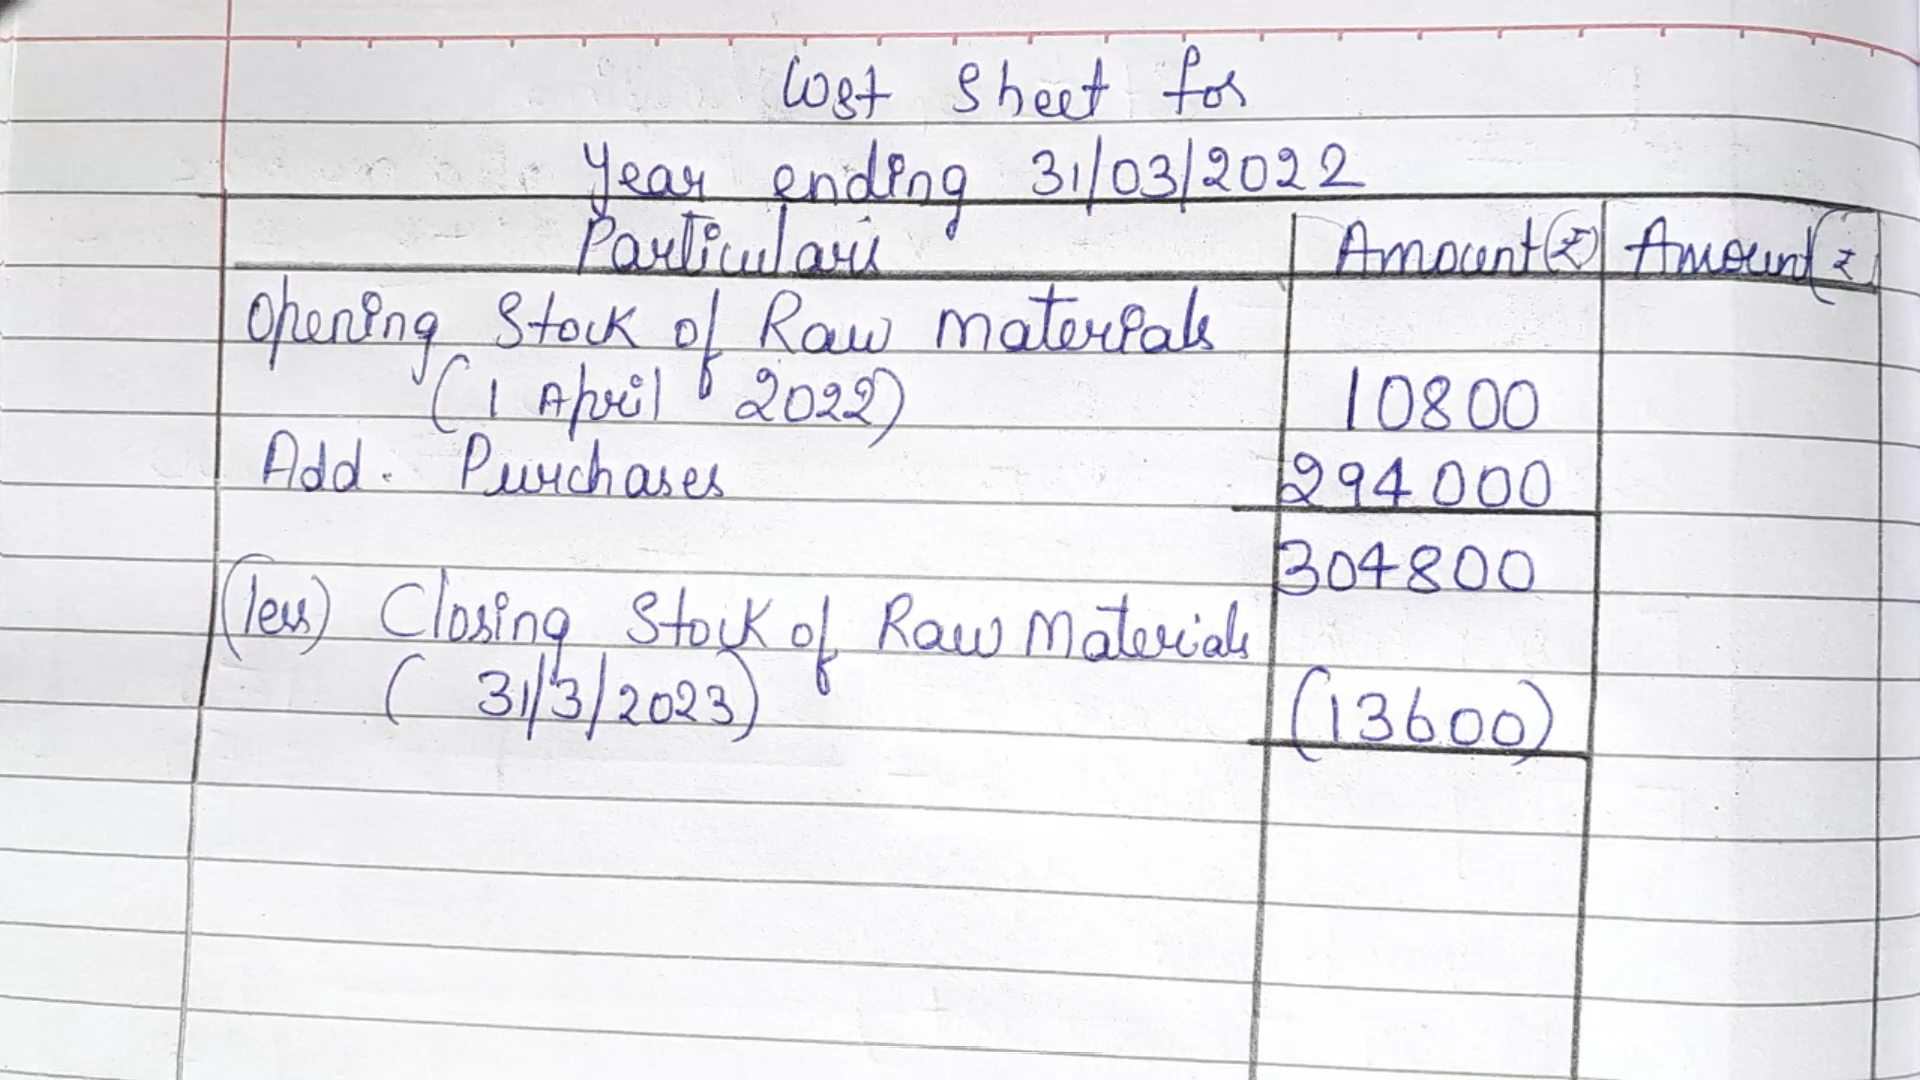 Cost Sheet for
Year ending 31/03/2022
Particulars Amount(₹) Amount(₹
Opening Stock of Raw Materials
(1 April 2022) 10800
Add. Purchases 294000
304800
(less) Closing Stock of Raw Materials
(31/3/2023) (13600)